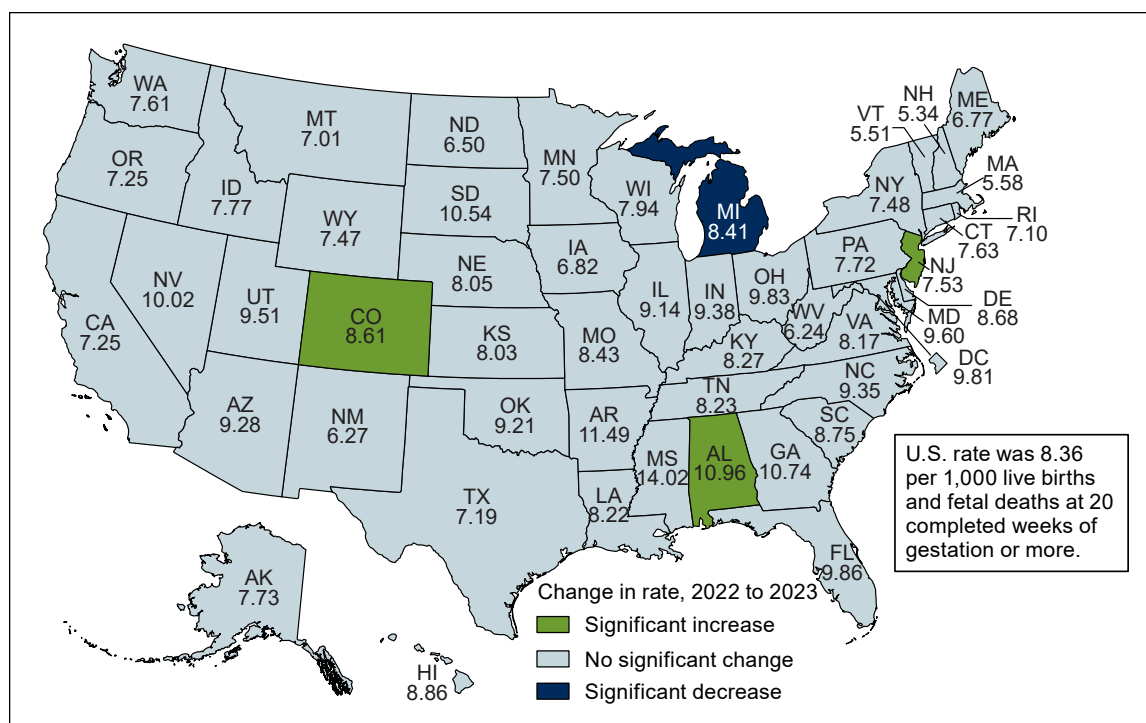 WA
7.61
OR
7.25
CA
7.25
NV
10.02
ID
7.77
MT
7.01
WY
7.47
UT
9.51
CO
8.61
AZ
9.28
NM
6.27
ND
6.50
SD
10.54
NE
8.05
KS
8.03
OK
9.21
TX
7.19
MN
7.50
IA
6.82
MO
8.43
AR
11.49
LA
8.22
WI
7.94
IL
9.14
MI
8.41
IN
9.38
OH
9.83
KY
8.27
TN
8.23
MS
14.02
AL
10.96
GA
10.74
FL
9.86
SC
8.75
NC
9.35
VA
8.17
WV
6.24
PA
7.72
NY
7.48
VT
5.51
NH
5.34
ME
6.77
MA
5.58
RI
7.10
CT
7.63
NJ
7.53
DE
8.68
MD
9.60
DC
9.81
AK
7.73
HI
8.86
U.S. rate was 8.36
per 1,000 live births
and fetal deaths at 20
completed weeks of
gestation or more.
Change in rate, 2022 to 2023
Significant increase
No significant change
Significant decrease